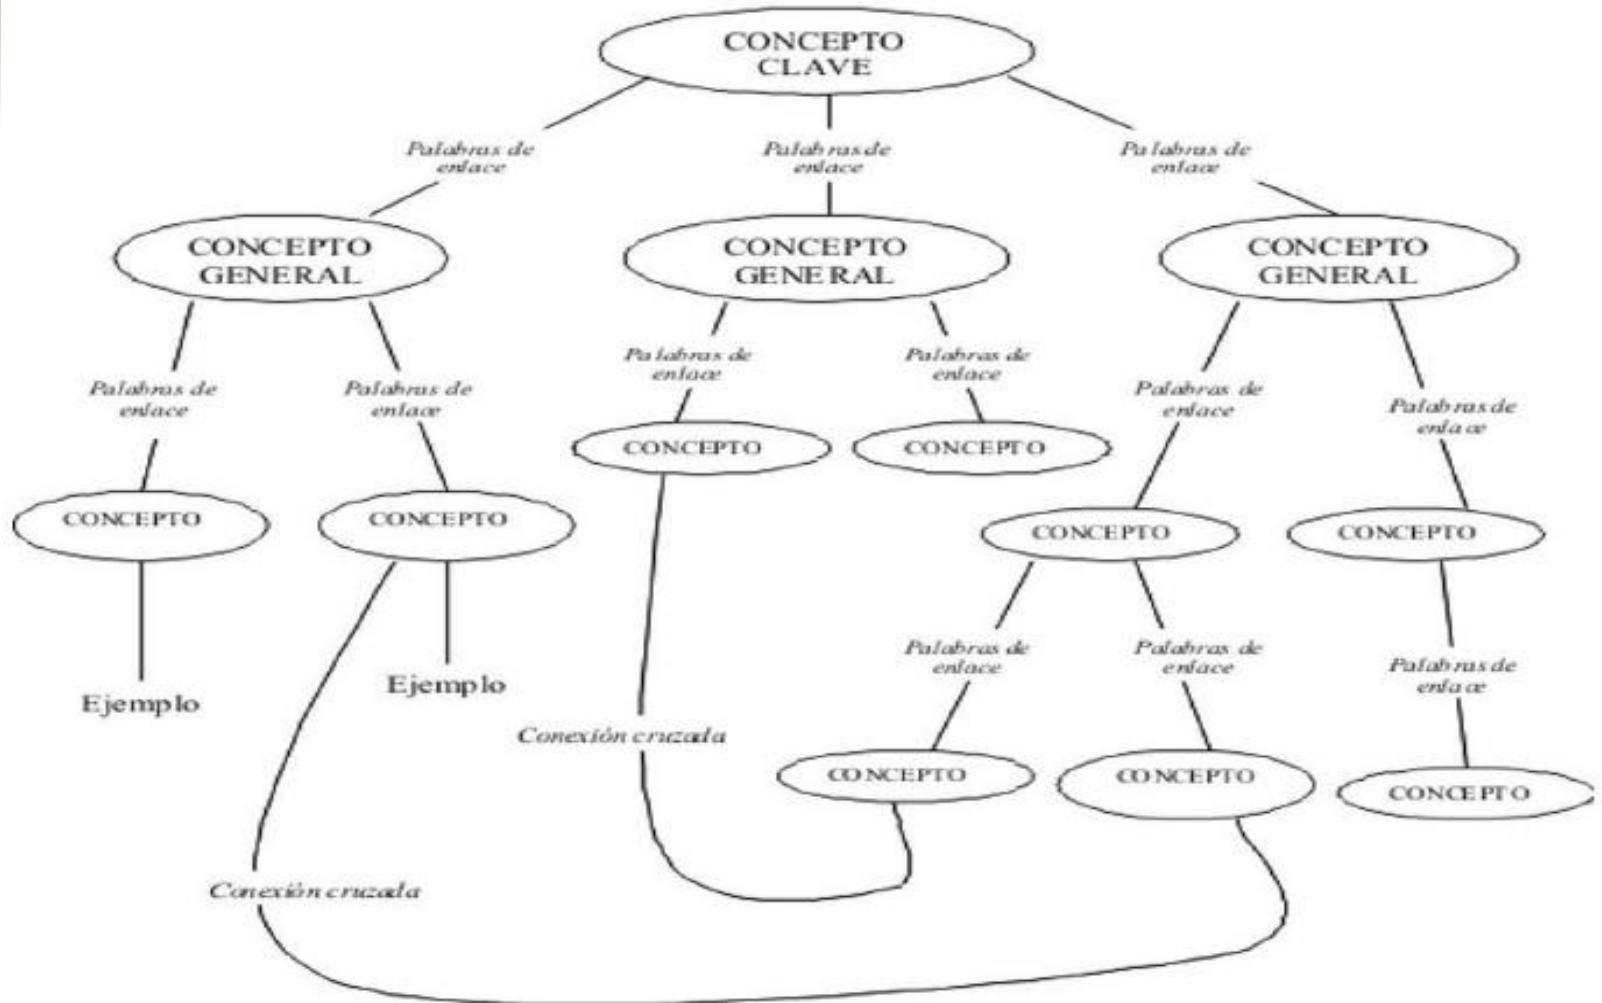 CONCEPTO
CLAVE
Palabras de
enlace
Palabras de
enlace
Palabras de
enlace
CONCEPTO
GENERAL
CONCEPTO
GENERAL
CONCEPTO
GENERAL
Palabras de
enlace
Palabras de
enlace
Palabras de
enlace
Palabras de
enlace
Palabras de
enlace
Palabras de
enlace
CONCEPTO
CONCEPTO
CONCEPTO
CONCEPTO
CONCEPTO
CONCEPTO
Palabras de
enlace
Palabras de
enlace
Palabras de
enlace
Ejemplo
Ejemplo
Conexión cruzada
CONCEPTO
CONCEPTO
CONCEPTO
Conexión cruzada